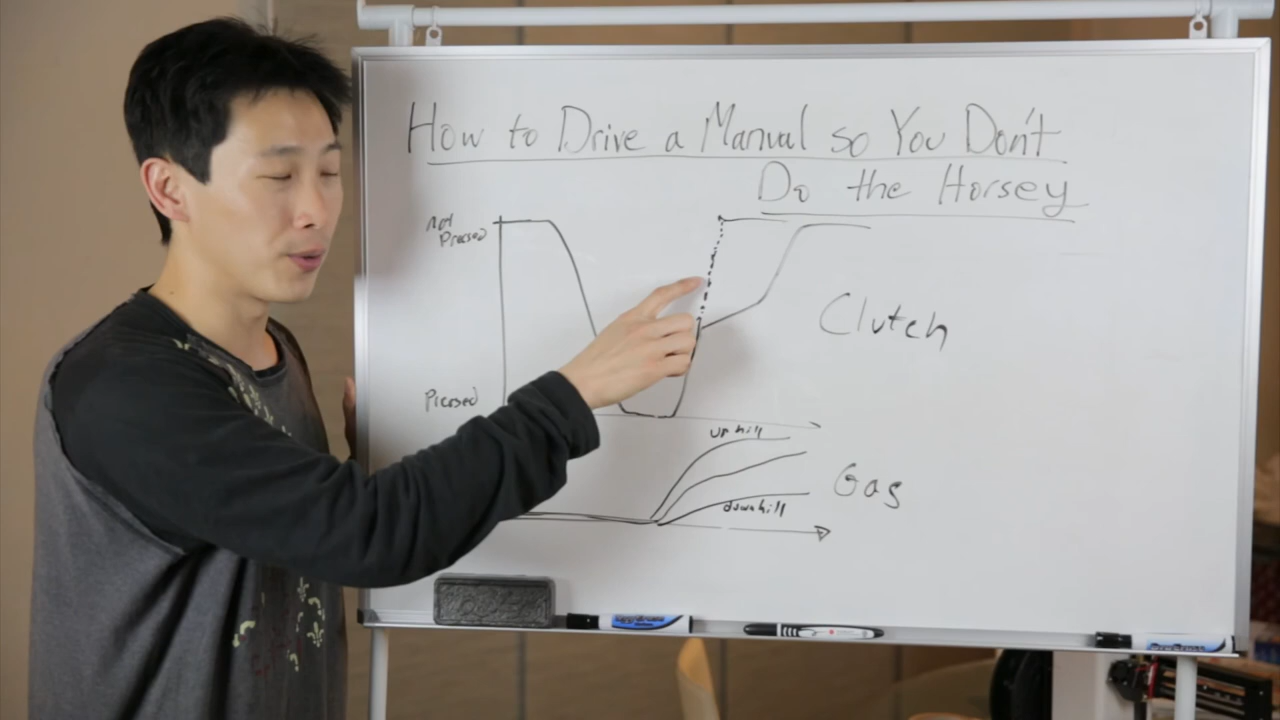 How to Drive a Manual so You Don't
Do the Horsey
not
Pressed
Clutch
Pressed
up hill
Gas
downhill